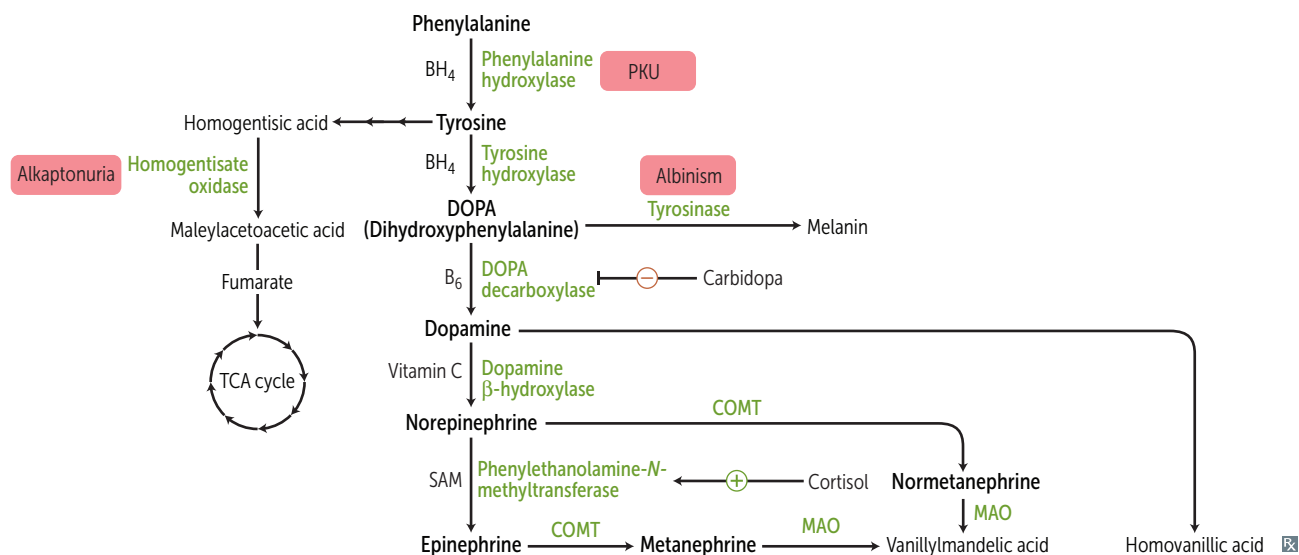 Phenylalanine
BH4
Phenylalanine
hydroxylase
PKU
Homogentisic acid
Tyrosine
Alkaptonuria
Homogentisate
oxidase
BH4
Tyrosine
hydroxylase
Albinism
Tyrosinase
Maleylacetoacetic acid
DOPA
(Dihydroxyphenylalanine)
Melanin
Fumarate
B6
DOPA
decarboxylase
−
Carbidopa
TCA cycle
Dopamine
Vitamin C
Dopamine
β-hydroxylase
Norepinephrine
COMT
SAM
Phenylethanolamine-N-
methyltransferase
+
Cortisol
Normetanephrine
MAO
Epinephrine
COMT
Metanephrine
MAO
Vanillylmandelic acid
Homovanillic acid
Rx